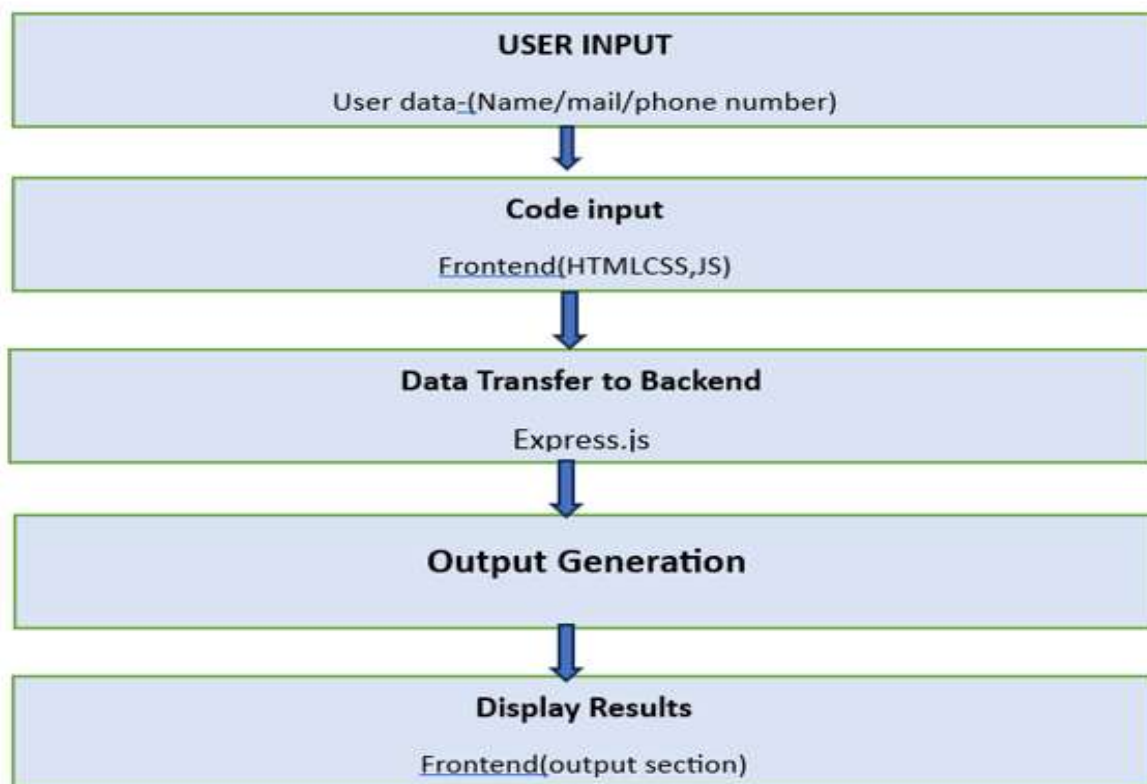 USER INPUT
User data-(Name/mail/phone number)
Code input
Frontend(HTMLCSS,JS)
Data Transfer to Backend
Express.js
Output Generation
Display Results
Frontend(output section)